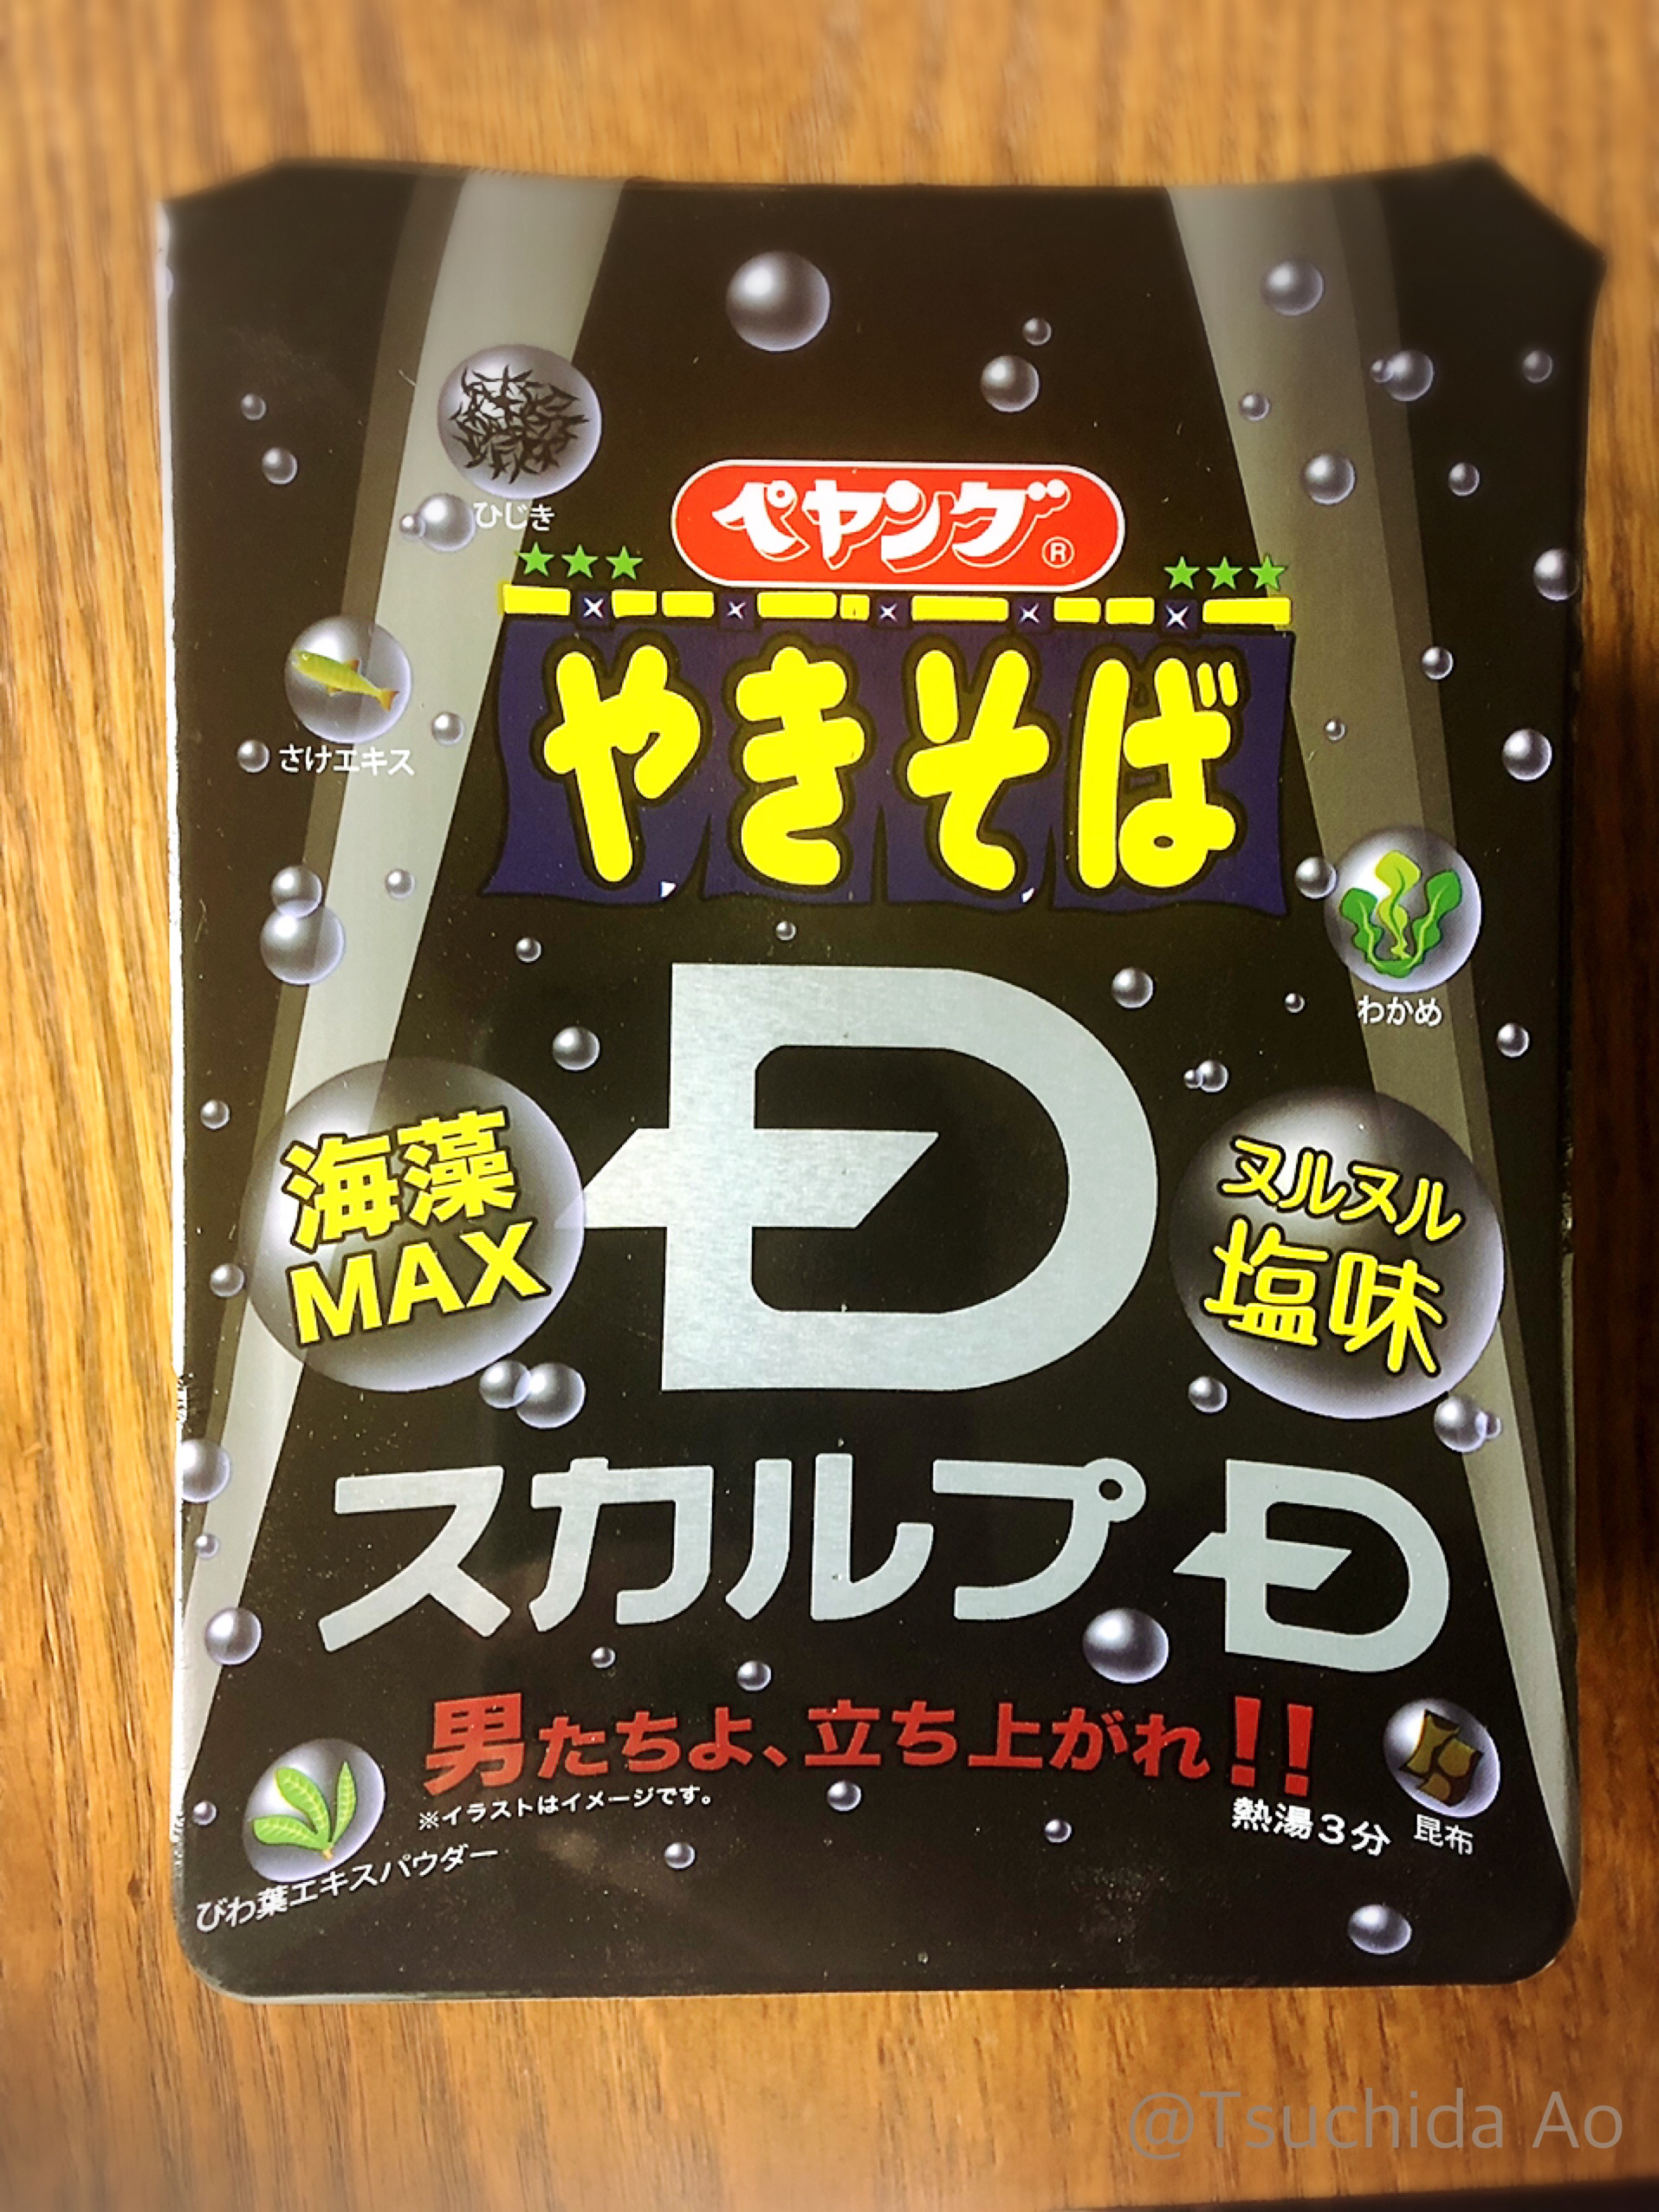 ひじき
ペヤング®
さけエキス
やきそば
わかめ
海藻
MAX
ヌルヌル
塩味
スカルプD
男たちよ、立ち上がれ!!
※イラストはイメージです。
熱湯3分
昆布
びわ葉エキスパウダー
@Tsuchida Ao